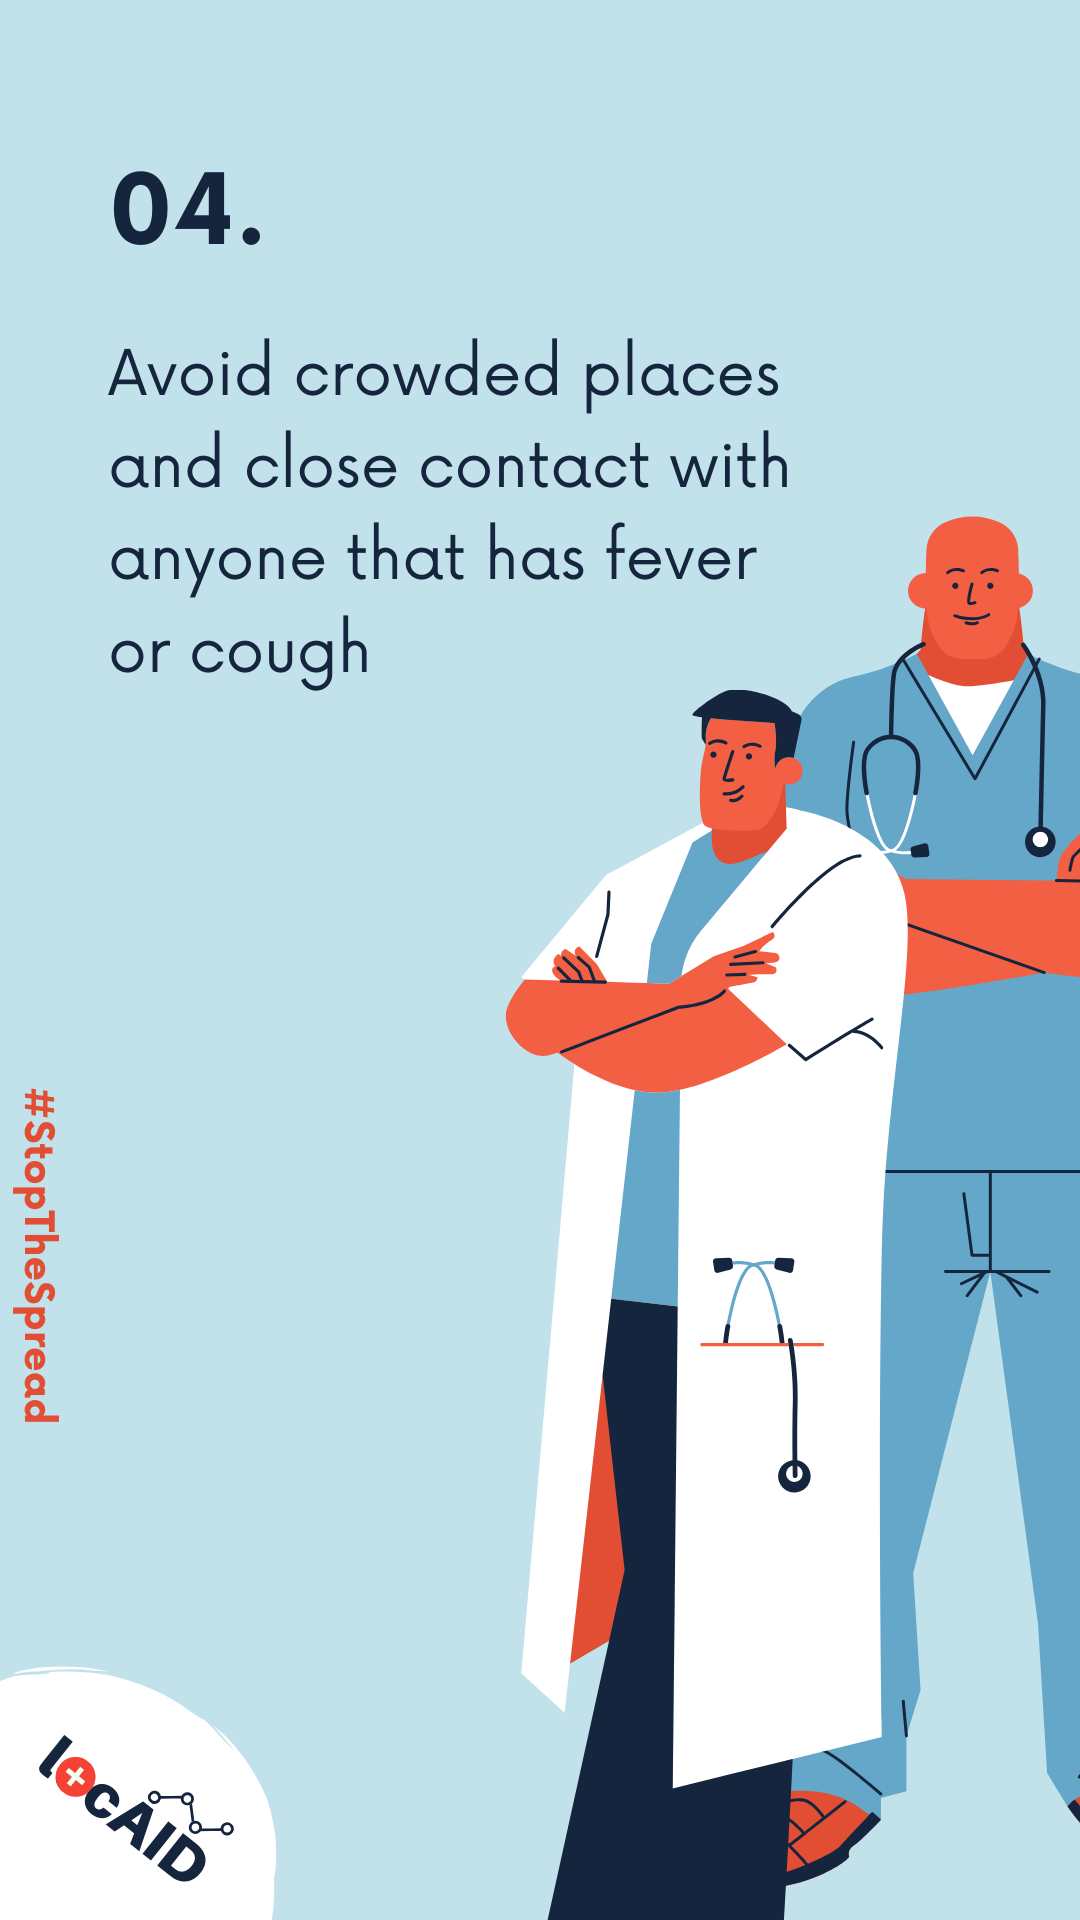 04.
Avoid crowded places
and close contact with
anyone that has fever
or cough
#StopTheSpread
locAID